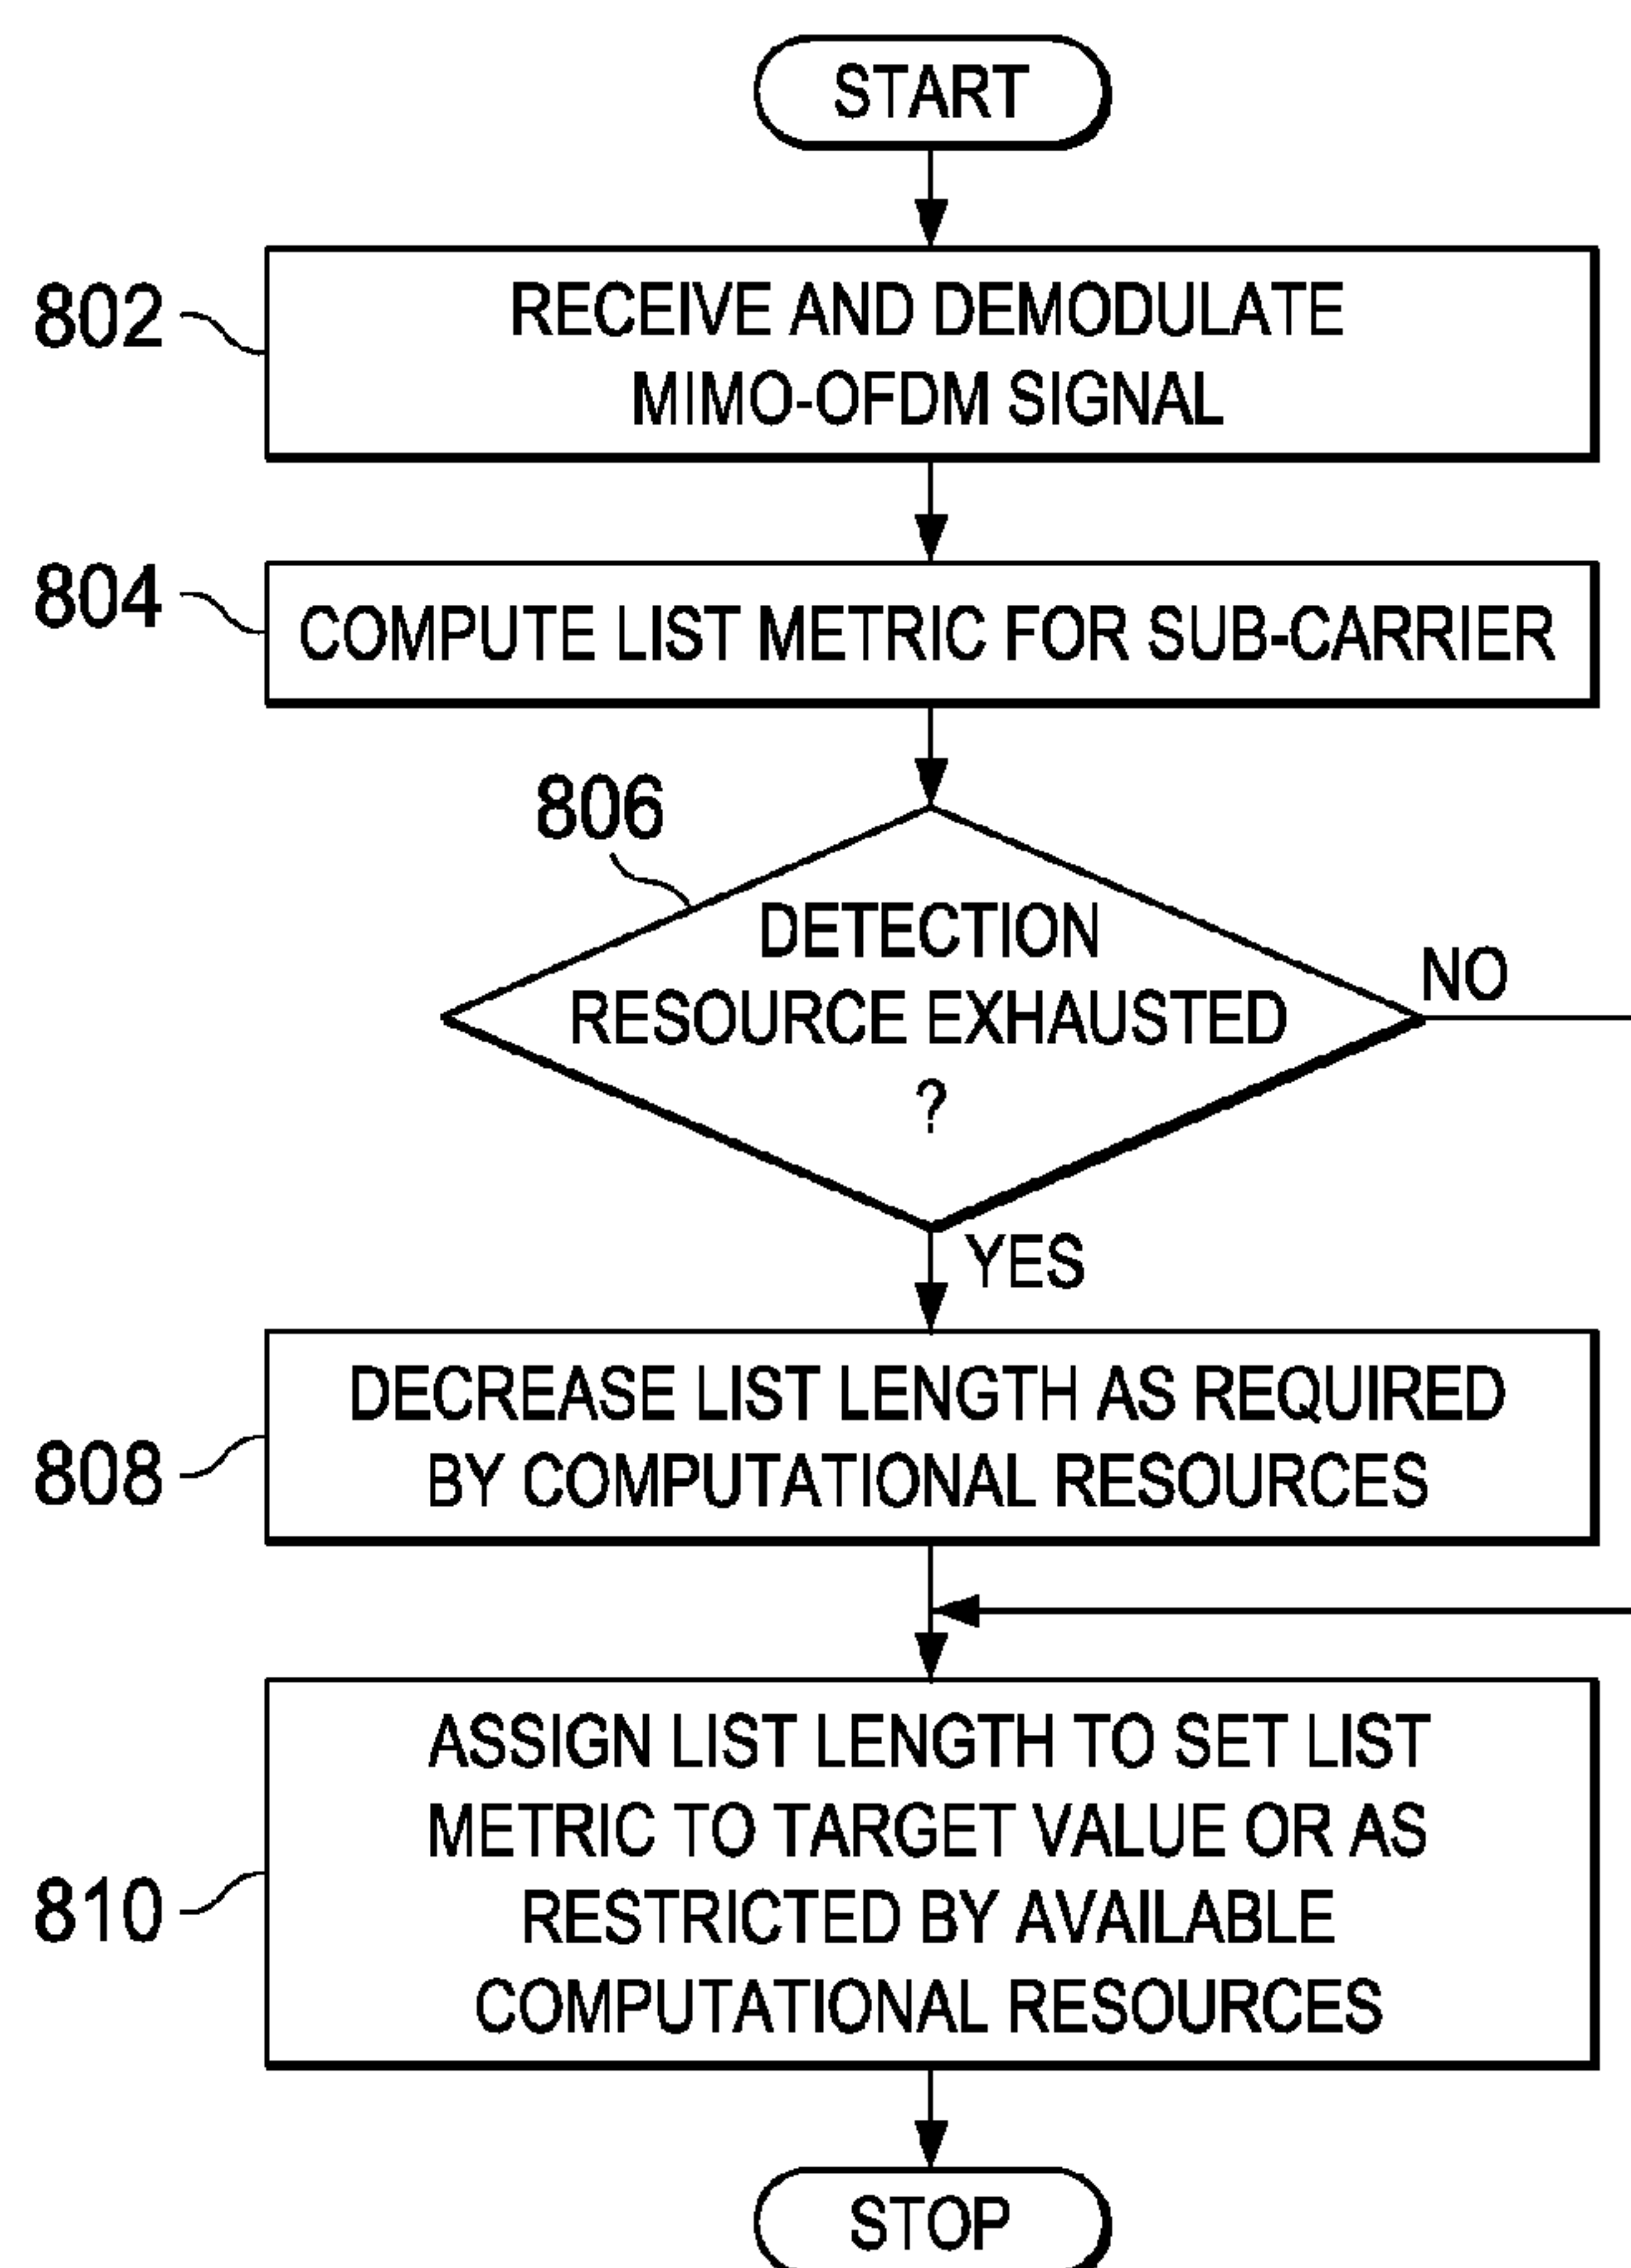 START
802
RECEIVE AND DEMODULATE
MIMO-OFDM SIGNAL
804
COMPUTE LIST METRIC FOR SUB-CARRIER
806
DETECTION
RESOURCE EXHAUSTED
?
NO
YES
808
DECREASE LIST LENGTH AS REQUIRED
BY COMPUTATIONAL RESOURCES
810
ASSIGN LIST LENGTH TO SET LIST
METRIC TO TARGET VALUE OR AS
RESTRICTED BY AVAILABLE
COMPUTATIONAL RESOURCES
STOP